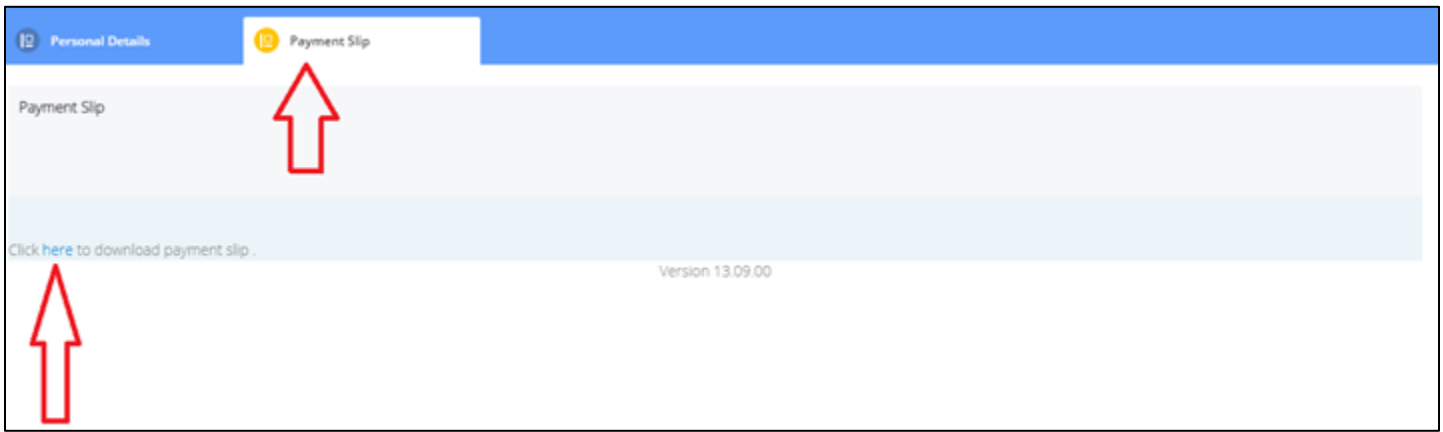 Personal Details
Payment Slip
Payment Slip
Click here to download payment slip .
Version 13.09.00